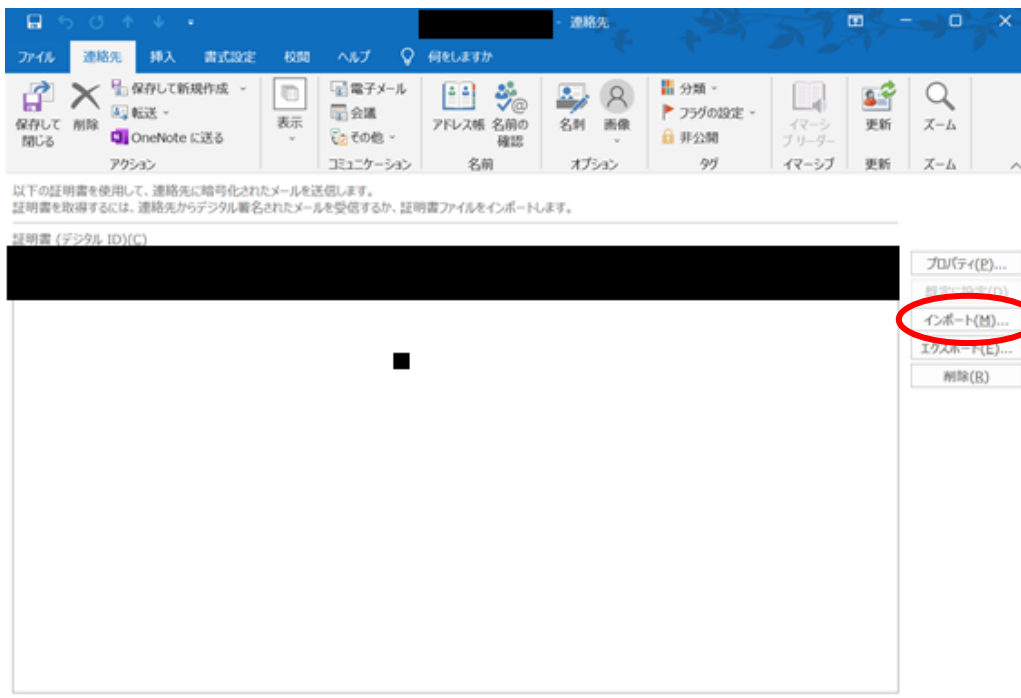 - 連絡先
ファイル 連絡先 挿入 書式設定 校閲 ヘルプ 何をしますか
保存して閉じる
削除
保存して新規作成
転送
OneNote に送る
アクション
表示
電子メール
会議
その他
コミュニケーション
アドレス帳
名前の確認
名前
名刺
画像
オプション
分類
フラグの設定
非公開
タグ
イマーシブ リーダー
イマーシブ
更新
更新
ズーム
ズーム
以下の証明書を使用して、連絡先に暗号化されたメールを送信します。
証明書を取得するには、連絡先からデジタル署名されたメールを受信するか、証明書ファイルをインポートします。
証明書 (デジタル ID)(C)
プロパティ(P)...
既定に設定(D)
インポート(M)...
エクスポート(E)...
削除(R)